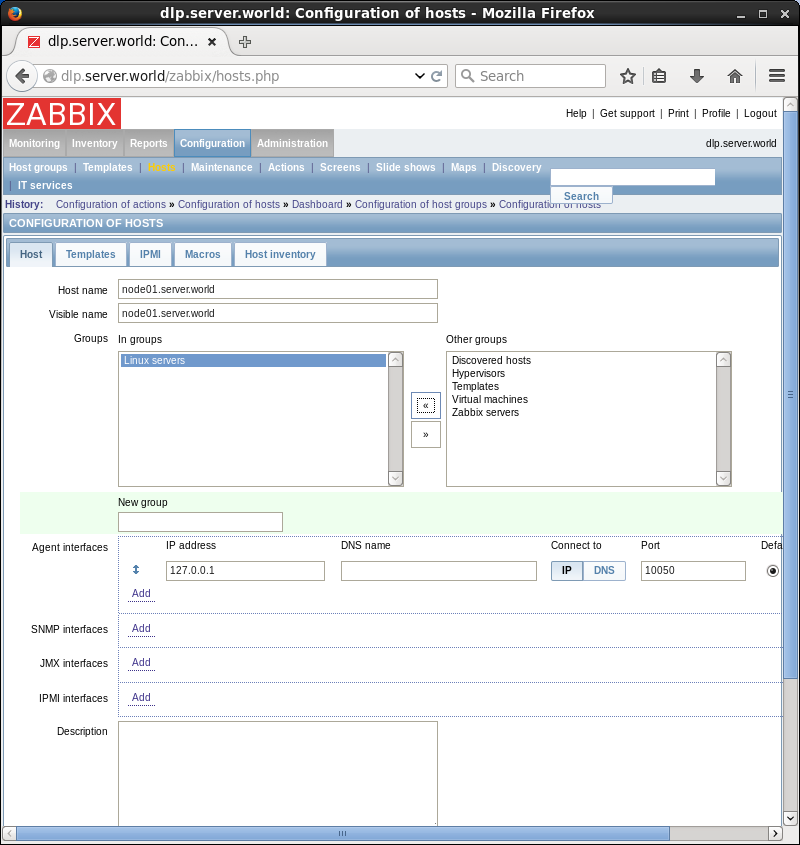 dlp.server.world: Configuration of hosts - Mozilla Firefox
dlp.server.world: Con...
dlp.server.world/zabbix/hosts.php
Search
ZABBIX
Help | Get support | Print | Profile | Logout
Monitoring Inventory Reports Configuration Administration
dlp.server.world
Host groups | Templates | Hosts | Maintenance | Actions | Screens | Slide shows | Maps | Discovery
| IT services
Search
History: Configuration of actions » Configuration of hosts » Dashboard » Configuration of host groups » Configuration of hosts
CONFIGURATION OF HOSTS
Host Templates IPMI Macros Host inventory
Host name node01.server.world
Visible name node01.server.world
Groups In groups Other groups
Linux servers
Discovered hosts
Hypervisors
Templates
Virtual machines
Zabbix servers
«
»
New group
Agent interfaces IP address DNS name Connect to Port Defa
127.0.0.1 IP DNS 10050
Add
SNMP interfaces Add
JMX interfaces Add
IPMI interfaces Add
Description